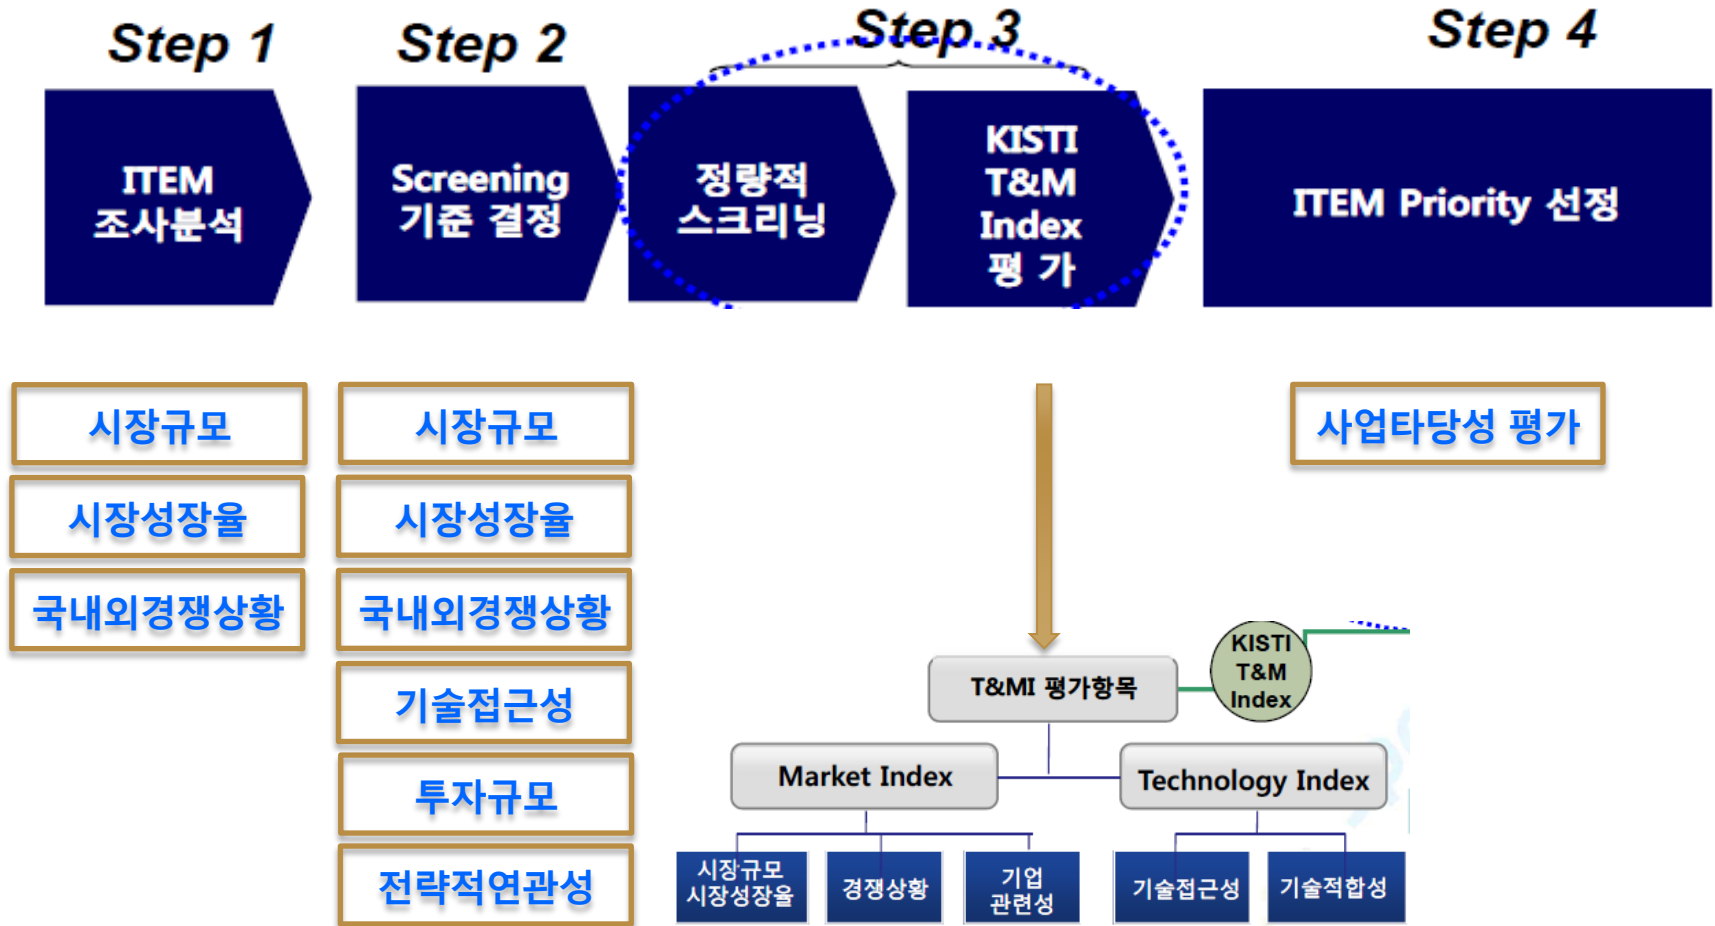 Step 1
Step 2
Step 3
Step 4
ITEM
조사분석
Screening
기준 결정
정량적
스크리닝
KISTI
T&M
Index
평 가
ITEM Priority 선정
시장규모
시장성장율
국내외경쟁상황
시장규모
시장성장율
국내외경쟁상황
기술접근성
투자규모
전략적연관성
사업타당성 평가
KISTI
T&M
Index
T&MI 평가항목
Market Index
Technology Index
시장규모
시장성장율
경쟁상황
기업
관련성
기술접근성
기술적합성